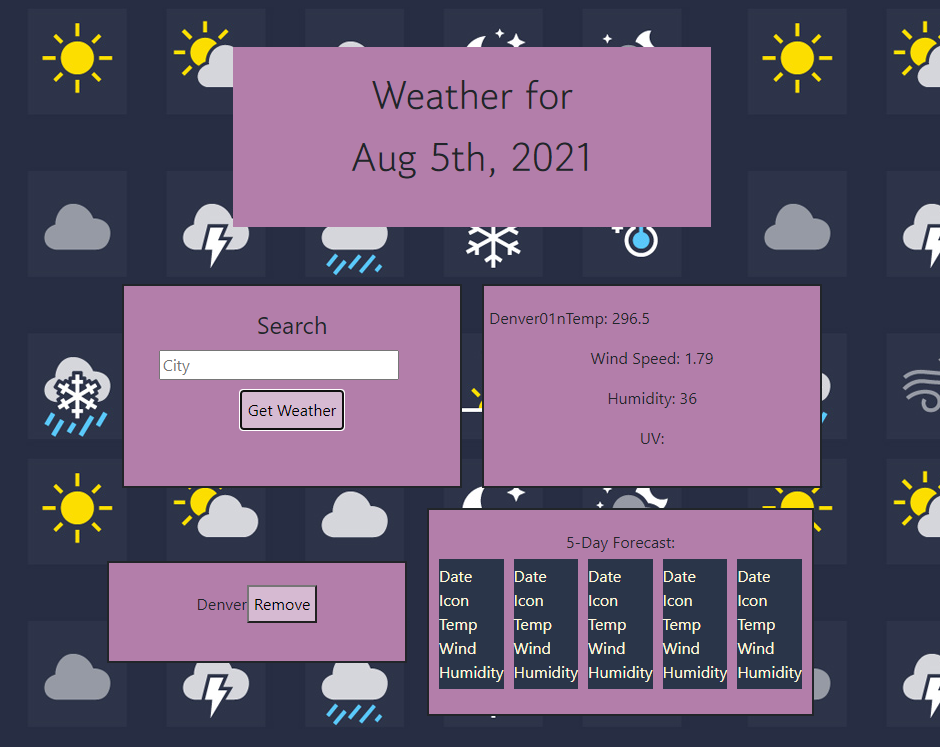 Weather for
Aug 5th, 2021
Search
City
Get Weather
Denver01nTemp: 296.5
Wind Speed: 1.79
Humidity: 36
UV:
Denver Remove
5-Day Forecast:
Date Date Date Date Date
Icon Icon Icon Icon Icon
Temp Temp Temp Temp Temp
Wind Wind Wind Wind Wind
Humidity Humidity Humidity Humidity Humidity